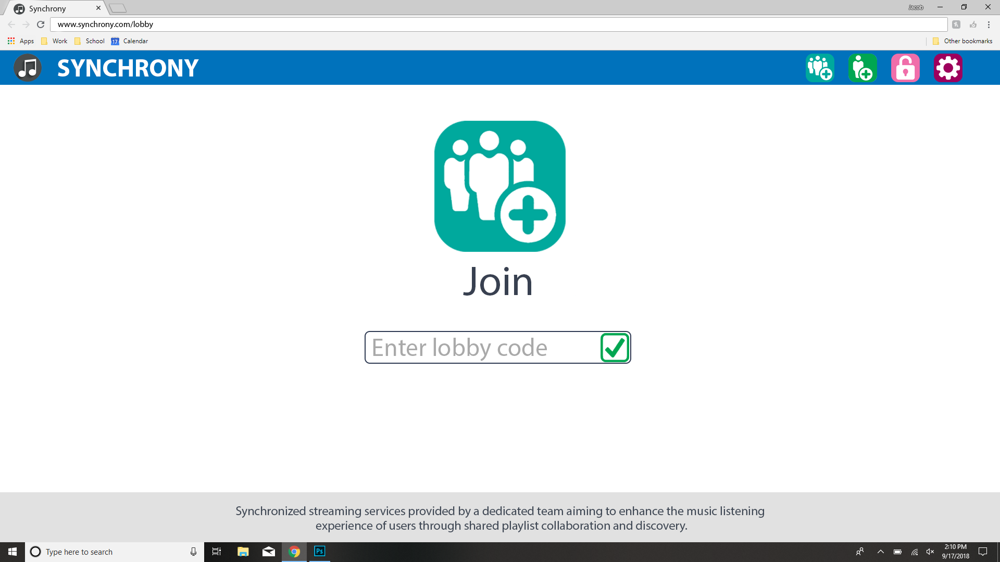 Synchrony
Jacob
www.synchrony.com/lobby
Apps
Work
School
17
Calendar
Other bookmarks
SYNCHRONY
Join
Enter lobby code
Synchronized streaming services provided by a dedicated team aiming to enhance the music listening
experience of users through shared playlist collaboration and discovery.
Type here to search
Ps
2:10 PM
9/17/2018